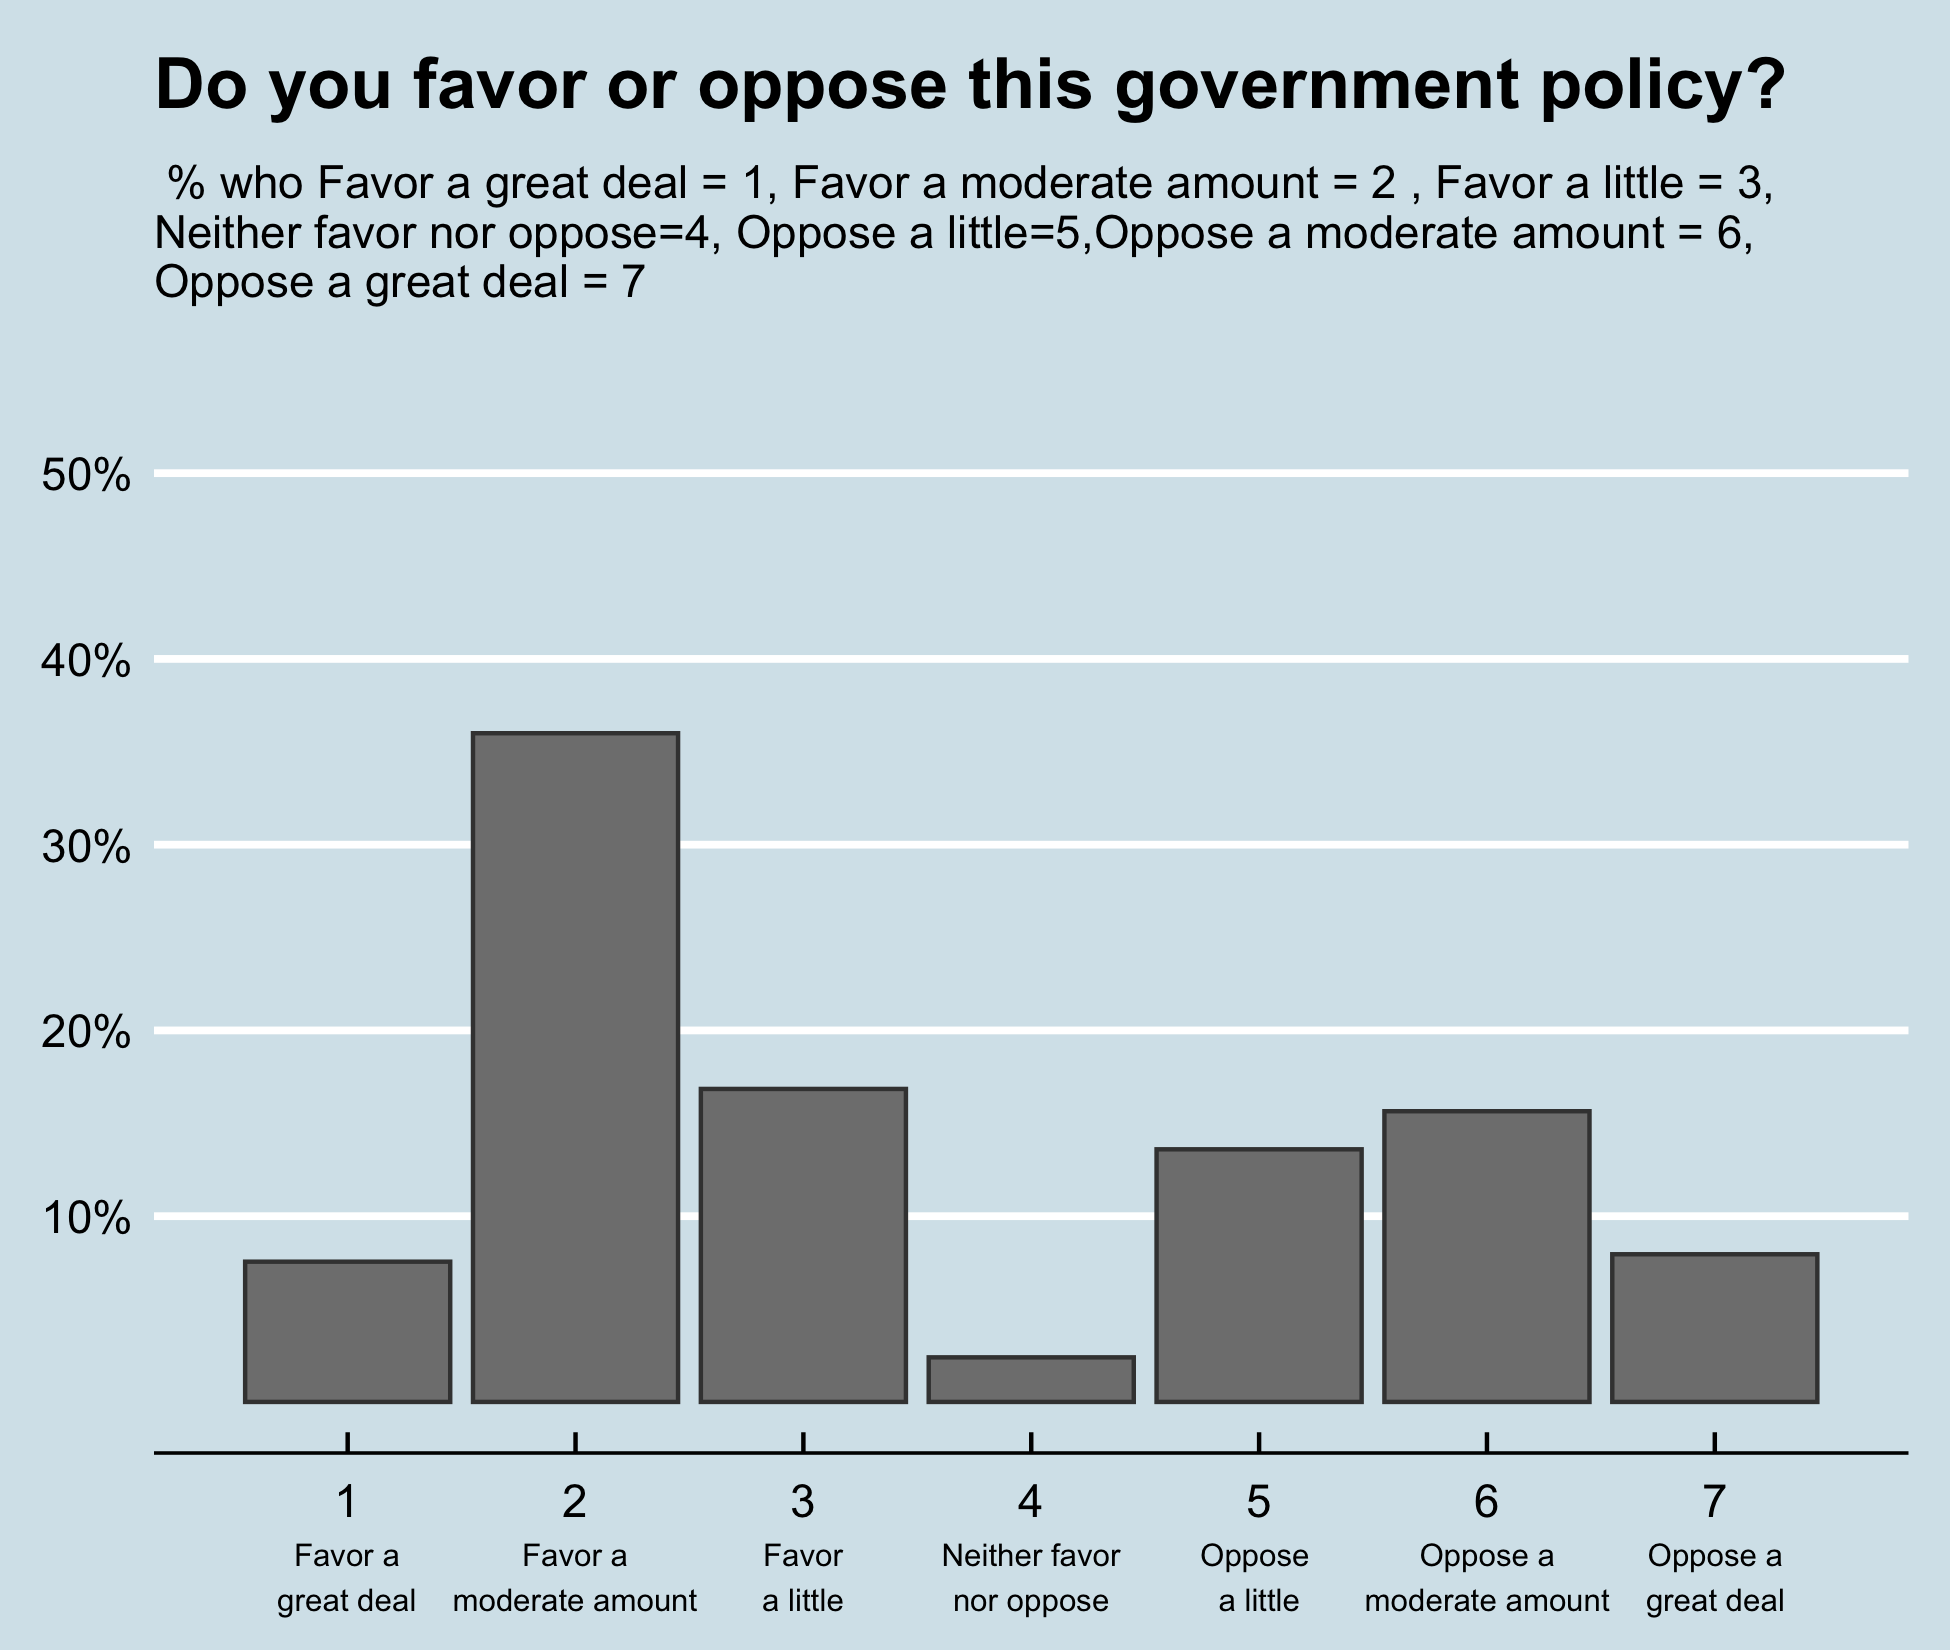 Do you favor or oppose this government policy?
% who Favor a great deal = 1, Favor a moderate amount = 2 , Favor a little = 3,
Neither favor nor oppose=4, Oppose a little=5,Oppose a moderate amount = 6,
Oppose a great deal = 7
50%
40%
30%
20%
10%
1 2 3 4 5 6 7
Favor a Favor a Favor Neither favor Oppose Oppose a Oppose a
great deal moderate amount a little nor oppose a little moderate amount great deal